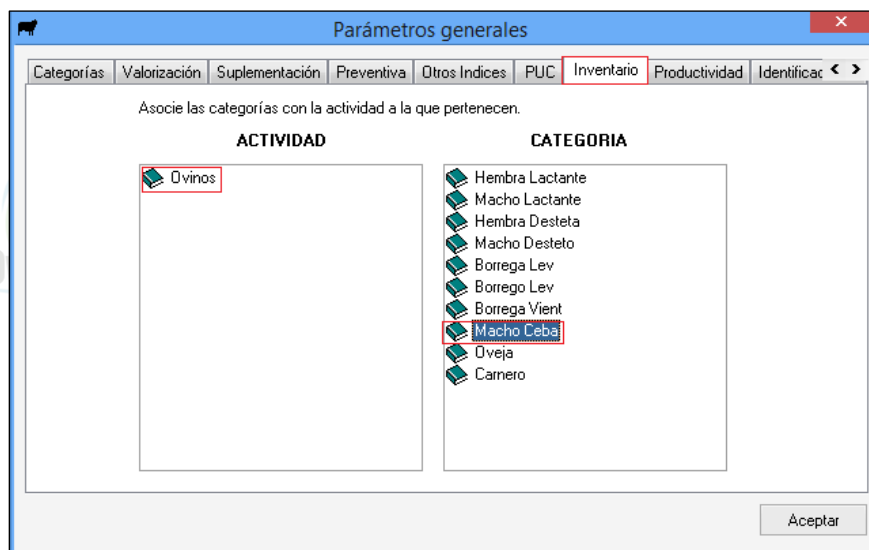 Parámetros generales
Categorías Valorización Suplementación Preventiva Otros Indices PUC Inventario Productividad Identificac
Asocie las categorías con la actividad a la que pertenecen.
ACTIVIDAD CATEGORIA
Ovinos
Hembra Lactante
Macho Lactante
Hembra Desteta
Macho Desteto
Borrega Lev
Borrego Lev
Borrega Vient
Macho Ceba
Oveja
Carnero
Aceptar